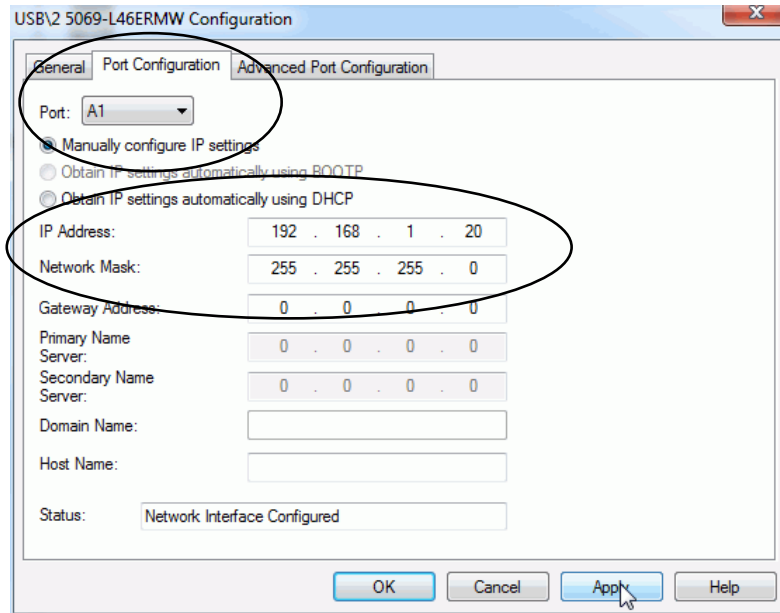 USB\2 5069-L46ERMW Configuration
General Port Configuration Advanced Port Configuration
Port: A1
Manually configure IP settings
Obtain IP settings automatically using BOOTP
Obtain IP settings automatically using DHCP
IP Address: 192 . 168 . 1 . 20
Network Mask: 255 . 255 . 255 . 0
Gateway Address: 0 . 0 . 0 . 0
Primary Name
Server: 0 . 0 . 0 . 0
Secondary Name
Server: 0 . 0 . 0 . 0
Domain Name:
Host Name:
Status: Network Interface Configured
OK Cancel Apply Help